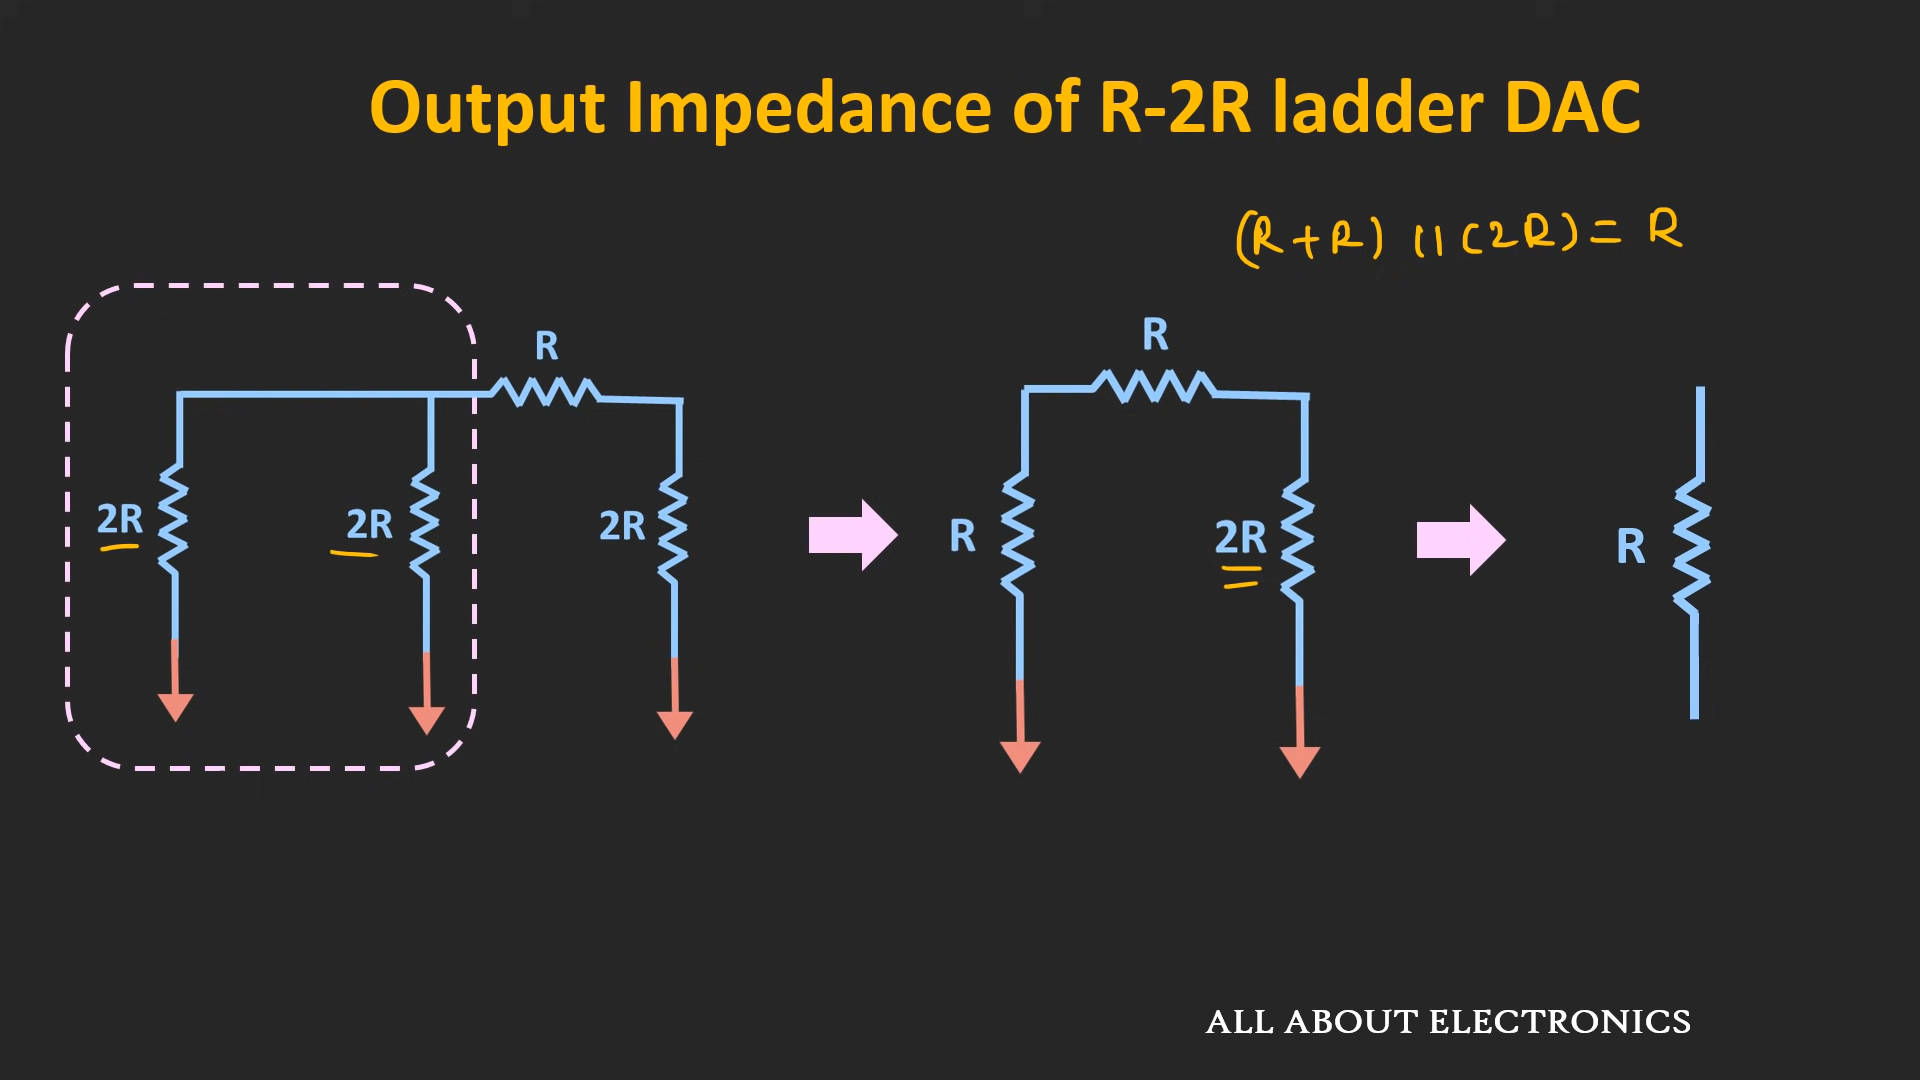 Output Impedance of R-2R ladder DAC
(R+R) || (2R) = R
R
R
2R
2R
2R
R
2R
R
ALL ABOUT ELECTRONICS